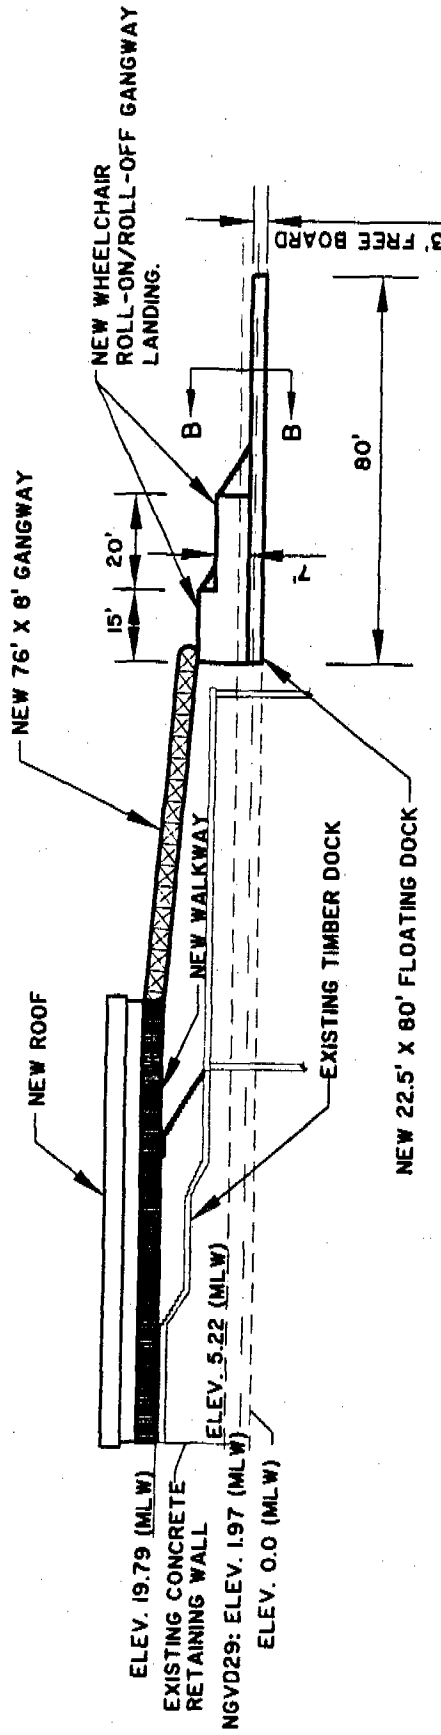 NEW ROOF
NEW 76' X 8' GANGWAY
NEW WHEELCHAIR
ROLL-ON/ROLL-OFF GANGWAY
LANDING.
15'
20'
B
B
7'
3' FREE BOARD
80'
NEW WALKWAY
ELEV. 19.79 (MLW)
EXISTING CONCRETE
RETAINING WALL
ELEV. 5.22 (MLW)
NGVD29: ELEV. 1.97 (MLW)
ELEV. 0.0 (MLW)
EXISTING TIMBER DOCK
NEW 22.5' X 80' FLOATING DOCK